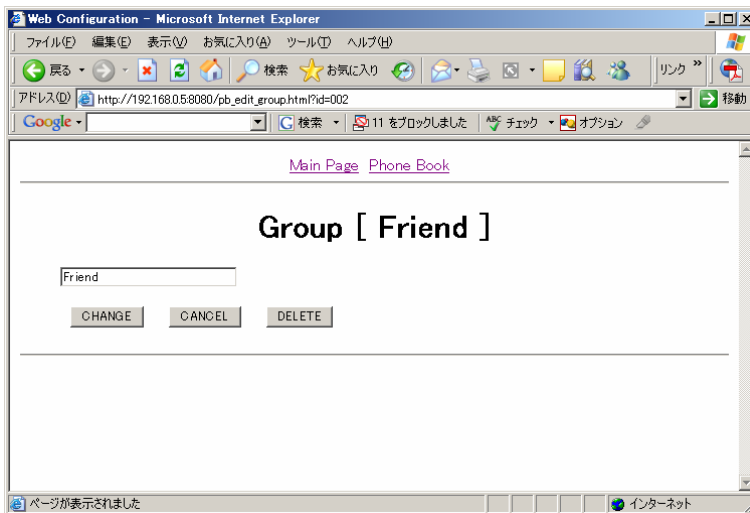 Web Configuration - Microsoft Internet Explorer
ファイル(F) 編集(E) 表示(V) お気に入り(A) ツール(T) ヘルプ(H)
戻る 検索 お気に入り リンク »
アドレス(D) http://192.168.0.5:8080/pb_edit_group.html?id=002 移動
Google G 検索 11 をブロックしました ABC チェック オプション
Main Page Phone Book
Group [ Friend ]
Friend
CHANGE CANCEL DELETE
ページが表示されました インターネット